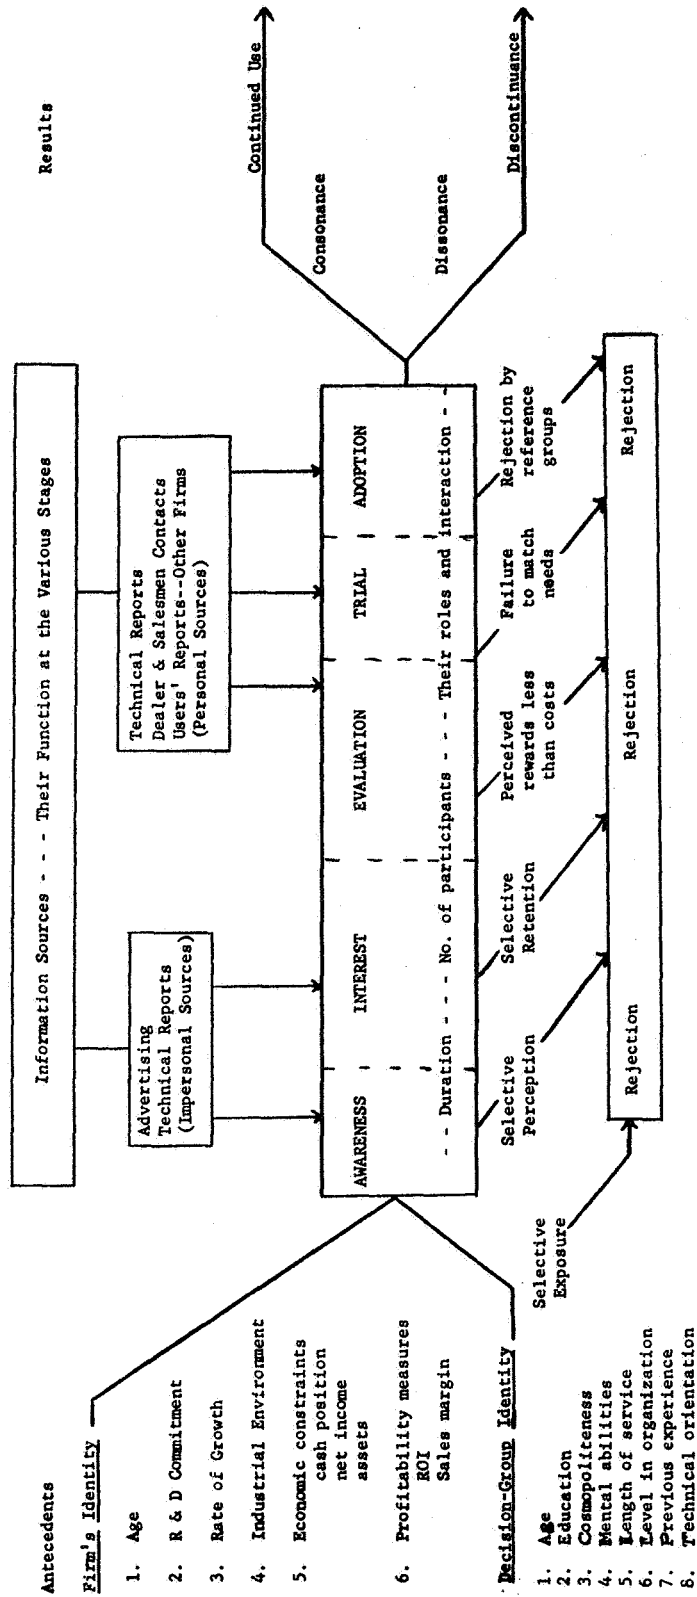 Antecedents
Results
Information Sources - - - Their Function at the Various Stages
Firm's Identity
1. Age
2. R & D Commitment
3. Rate of Growth
4. Industrial Environment
5. Economic constraints
cash position
net income
assets
6. Profitability measures
ROI
Sales margin
Decision-Group Identity
1. Age
2. Education
3. Cosmopoliteness
4. Mental abilities
5. Length of service
6. Level in organization
7. Previous experience
8. Technical orientation
Advertising
Technical Reports
(Impersonal Sources)
Technical Reports
Dealer & Salesmen Contacts
Users' Reports--Other Firms
(Personal Sources)
AWARENESS
INTEREST
EVALUATION
TRIAL
ADOPTION
- - Duration - - - No. of participants - - - Their roles and interaction - -
Selective
Exposure
Selective
Perception
Selective
Retention
Perceived
rewards less
than costs
Failure
to match
needs
Rejection by
reference
groups
Rejection
Rejection
Rejection
Continued Use
Consonance
Dissonance
Discontinuance